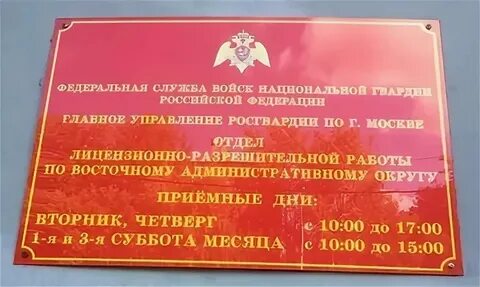 ФЕДЕРАЛЬНАЯ СЛУЖБА ВОЙСК НАЦИОНАЛЬНОЙ ГВАРДИИ
РОССИЙСКОЙ ФЕДЕРАЦИИ
ГЛАВНОЕ УПРАВЛЕНИЕ РОСГВАРДИИ ПО Г. МОСКВЕ
ОТДЕЛ
ЛИЦЕНЗИОННО-РАЗРЕШИТЕЛЬНОЙ РАБОТЫ
ПО ВОСТОЧНОМУ АДМИНИСТРАТИВНОМУ ОКРУГУ
ПРИЁМНЫЕ ДНИ:
ВТОРНИК, ЧЕТВЕРГ с 10:00 до 17:00
1-я и 3-я СУББОТА МЕСЯЦА с 10:00 до 15:00